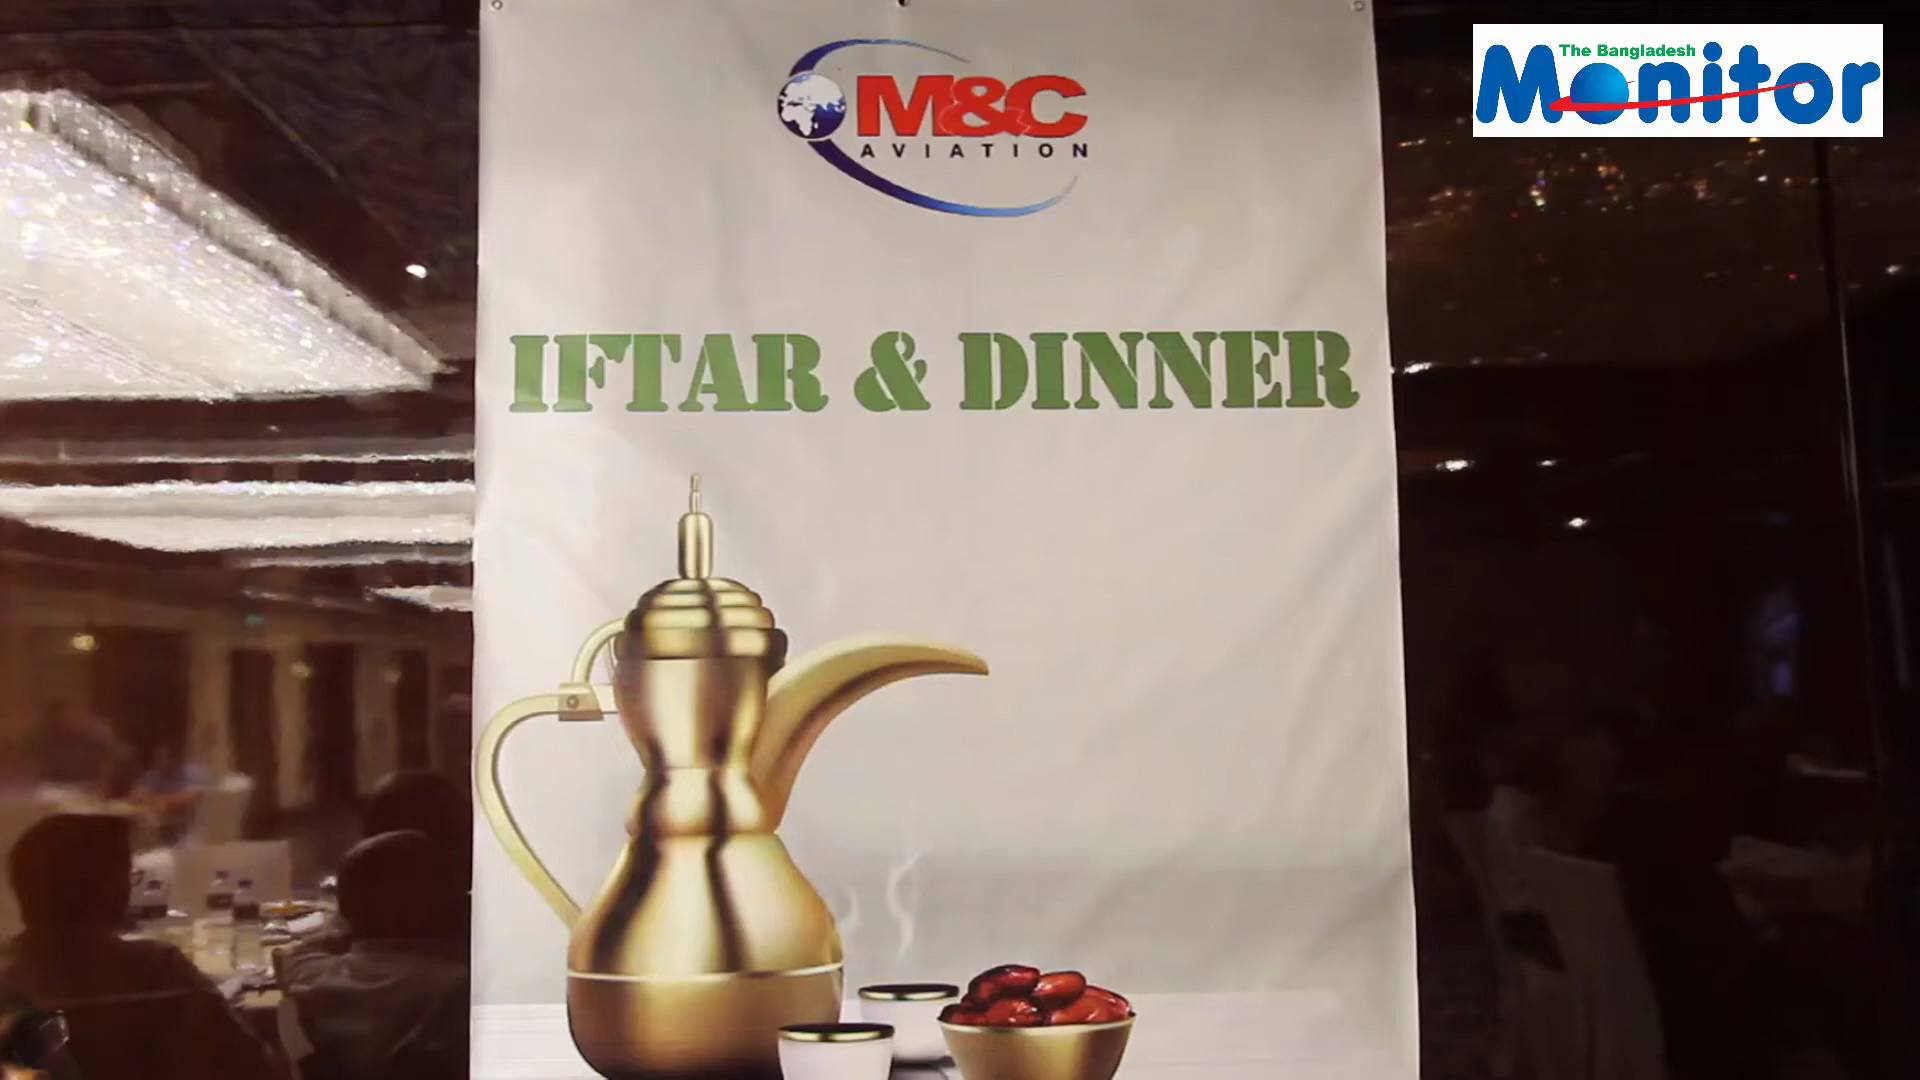 The Bangladesh
Monitor
M&C
AVIATION
IFTAR & DINNER